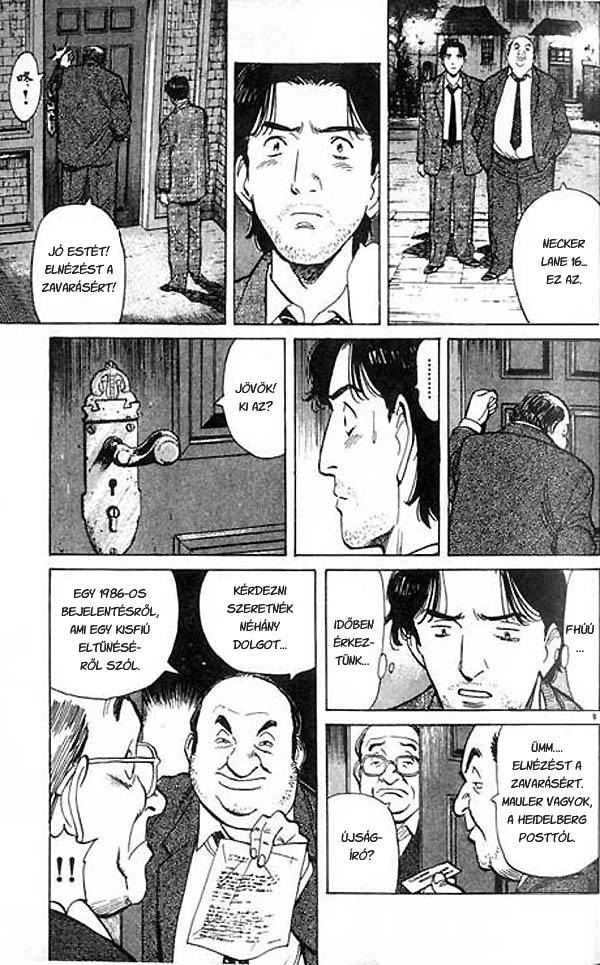 NECKER
LANE 16...
EZ AZ.
JÓ ESTÉT!
ELNÉZÉST A
ZAVARÁSÉRT!
咚!
.........
JÖVÖK!
KI AZ?
FHÚÚ
...
IDŐBEN
ÉRKEZ-
TÜNK...
9
ÜMM....
ELNÉZÉST A
ZAVARÁSÉRT.
MAULER VAGYOK,
A HEIDELBERG
POSTTÓL.
ÚJSÁG-
ÍRÓ?
KÉRDEZNI
SZERETNÉK
NÉHÁNY
DOLGOT...
EGY 1986-OS
BEJELENTÉSRŐL,
AMI EGY KISFIÚ
ELTŰNÉSÉ-
RŐL SZÓL.
!!